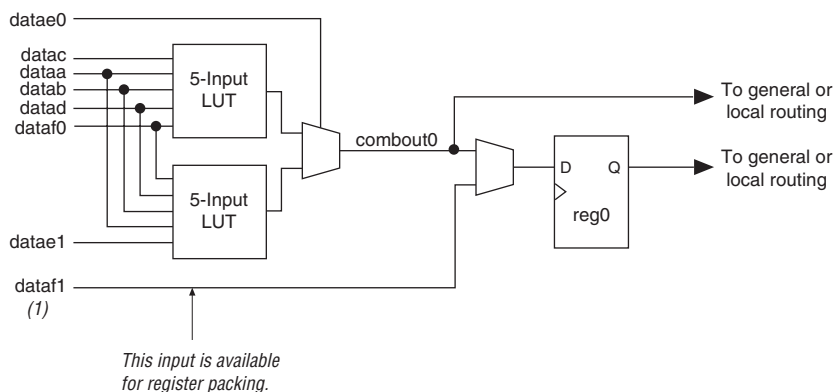 datae0
datac
dataa
datab
datad
dataf0
5-Input
LUT
5-Input
LUT
combout0
D
Q
reg0
To general or
local routing
To general or
local routing
datae1
dataf1
(1)
This input is available
for register packing.